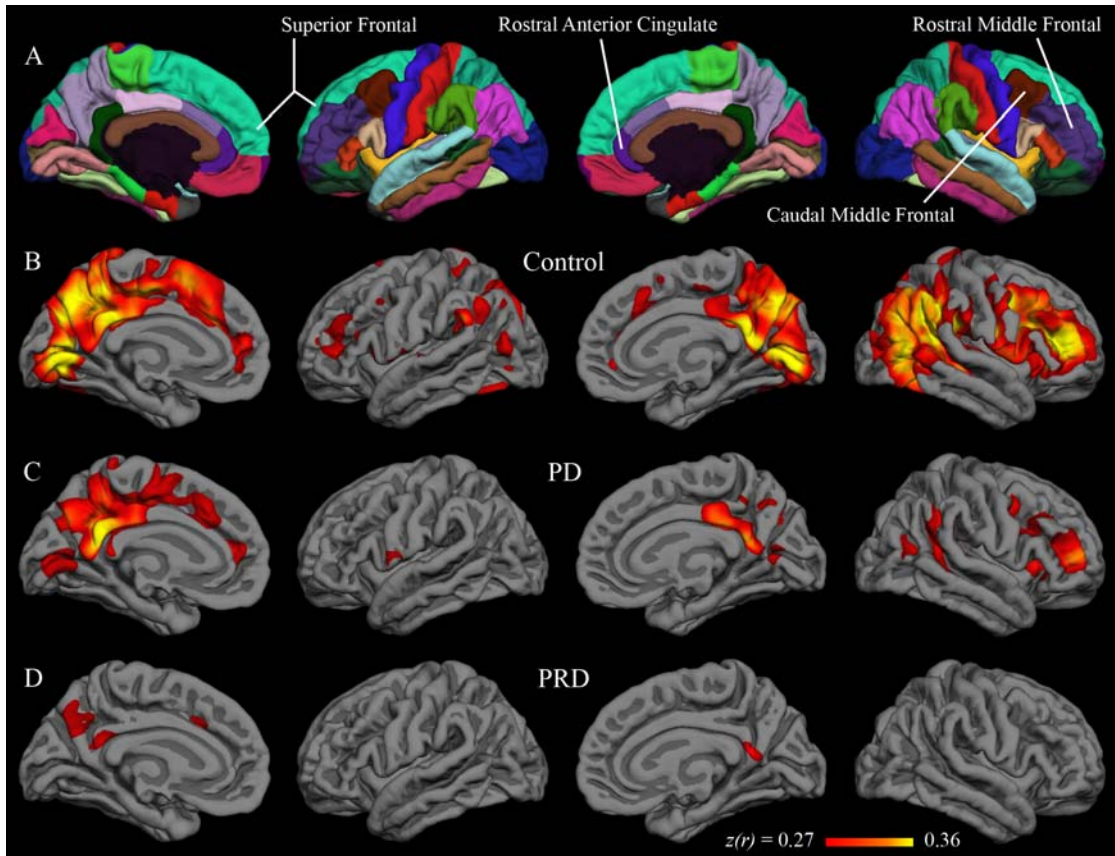 Superior Frontal
Rostral Anterior Cingulate
Rostral Middle Frontal
A
Caudal Middle Frontal
B
Control
C
PD
D
PRD
z(r) = 0.27
0.36